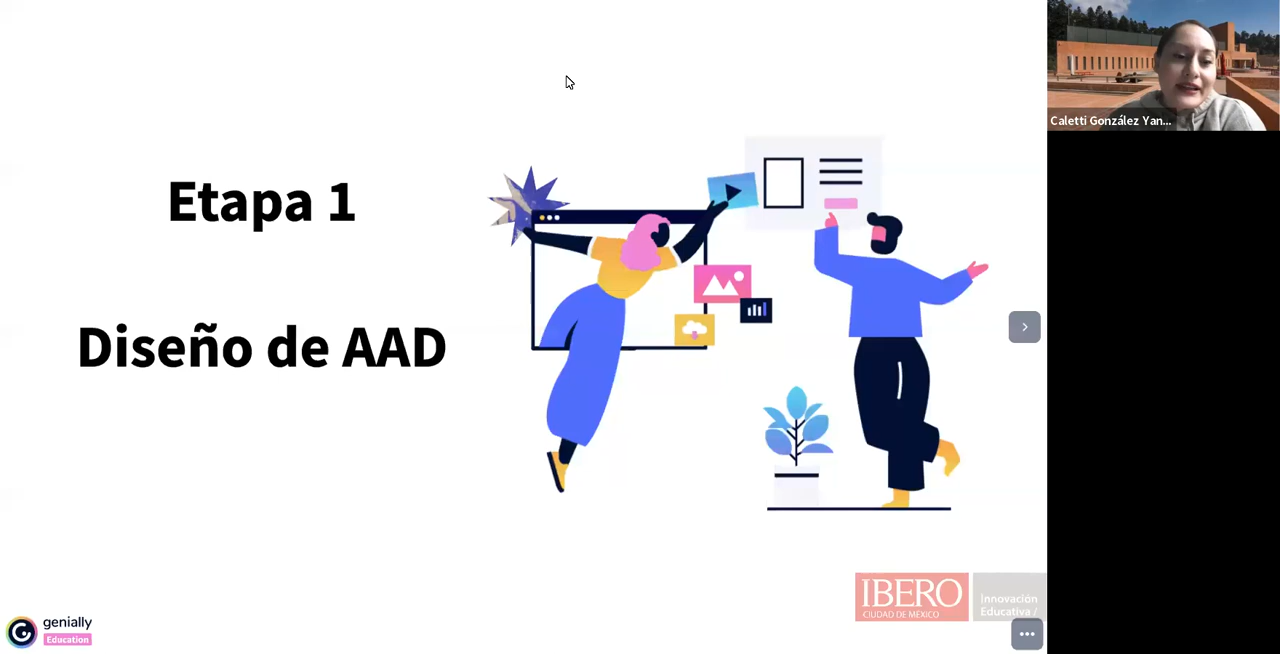 Etapa 1
Diseño de AAD
Caletti González Yan...
IBERO
CIUDAD DE MÉXICO
Innovación
Educativa /
genially
Education